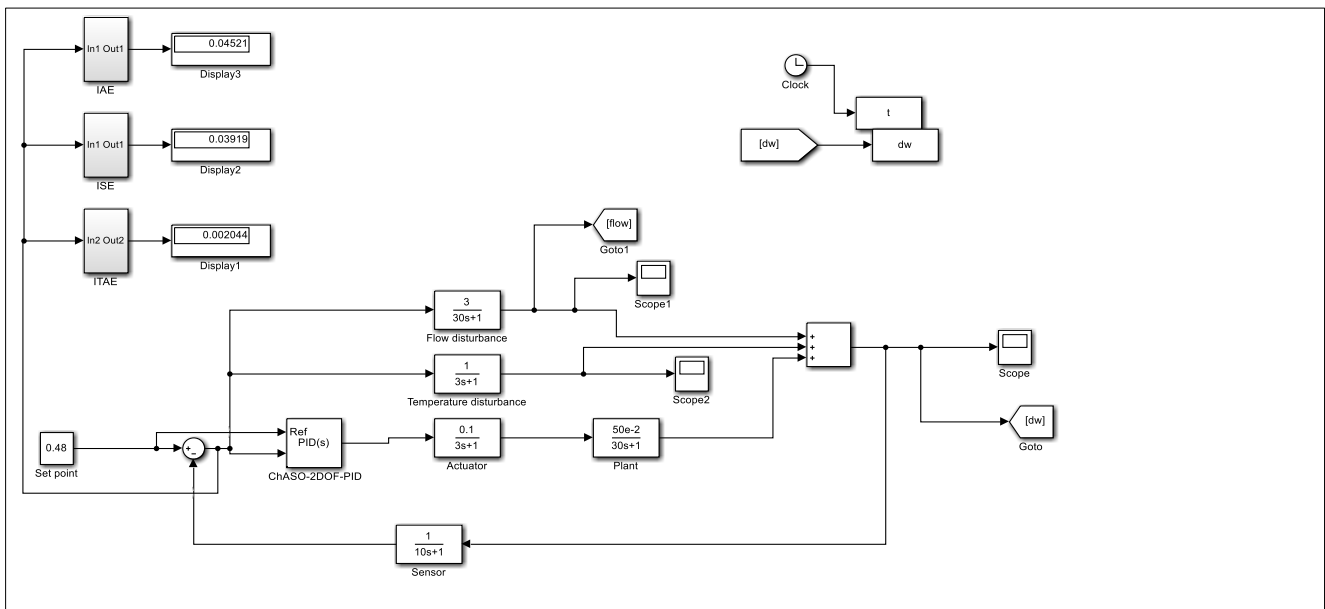 In1 Out1
IAE
0.04521
Display3
In1 Out1
ISE
0.03919
Display2
In2 Out2
ITAE
0.002044
Display1
Clock
t
[dw]
dw
[flow]
Goto1
Scope1
3
30s+1
Flow disturbance
1
3s+1
Temperature disturbance
Scope2
+
+
+
Scope
[dw]
Goto
0.48
Set point
+
−
Ref
PID(s)
ChASO-2DOF-PID
0.1
3s+1
Actuator
50e-2
30s+1
Plant
1
10s+1
Sensor